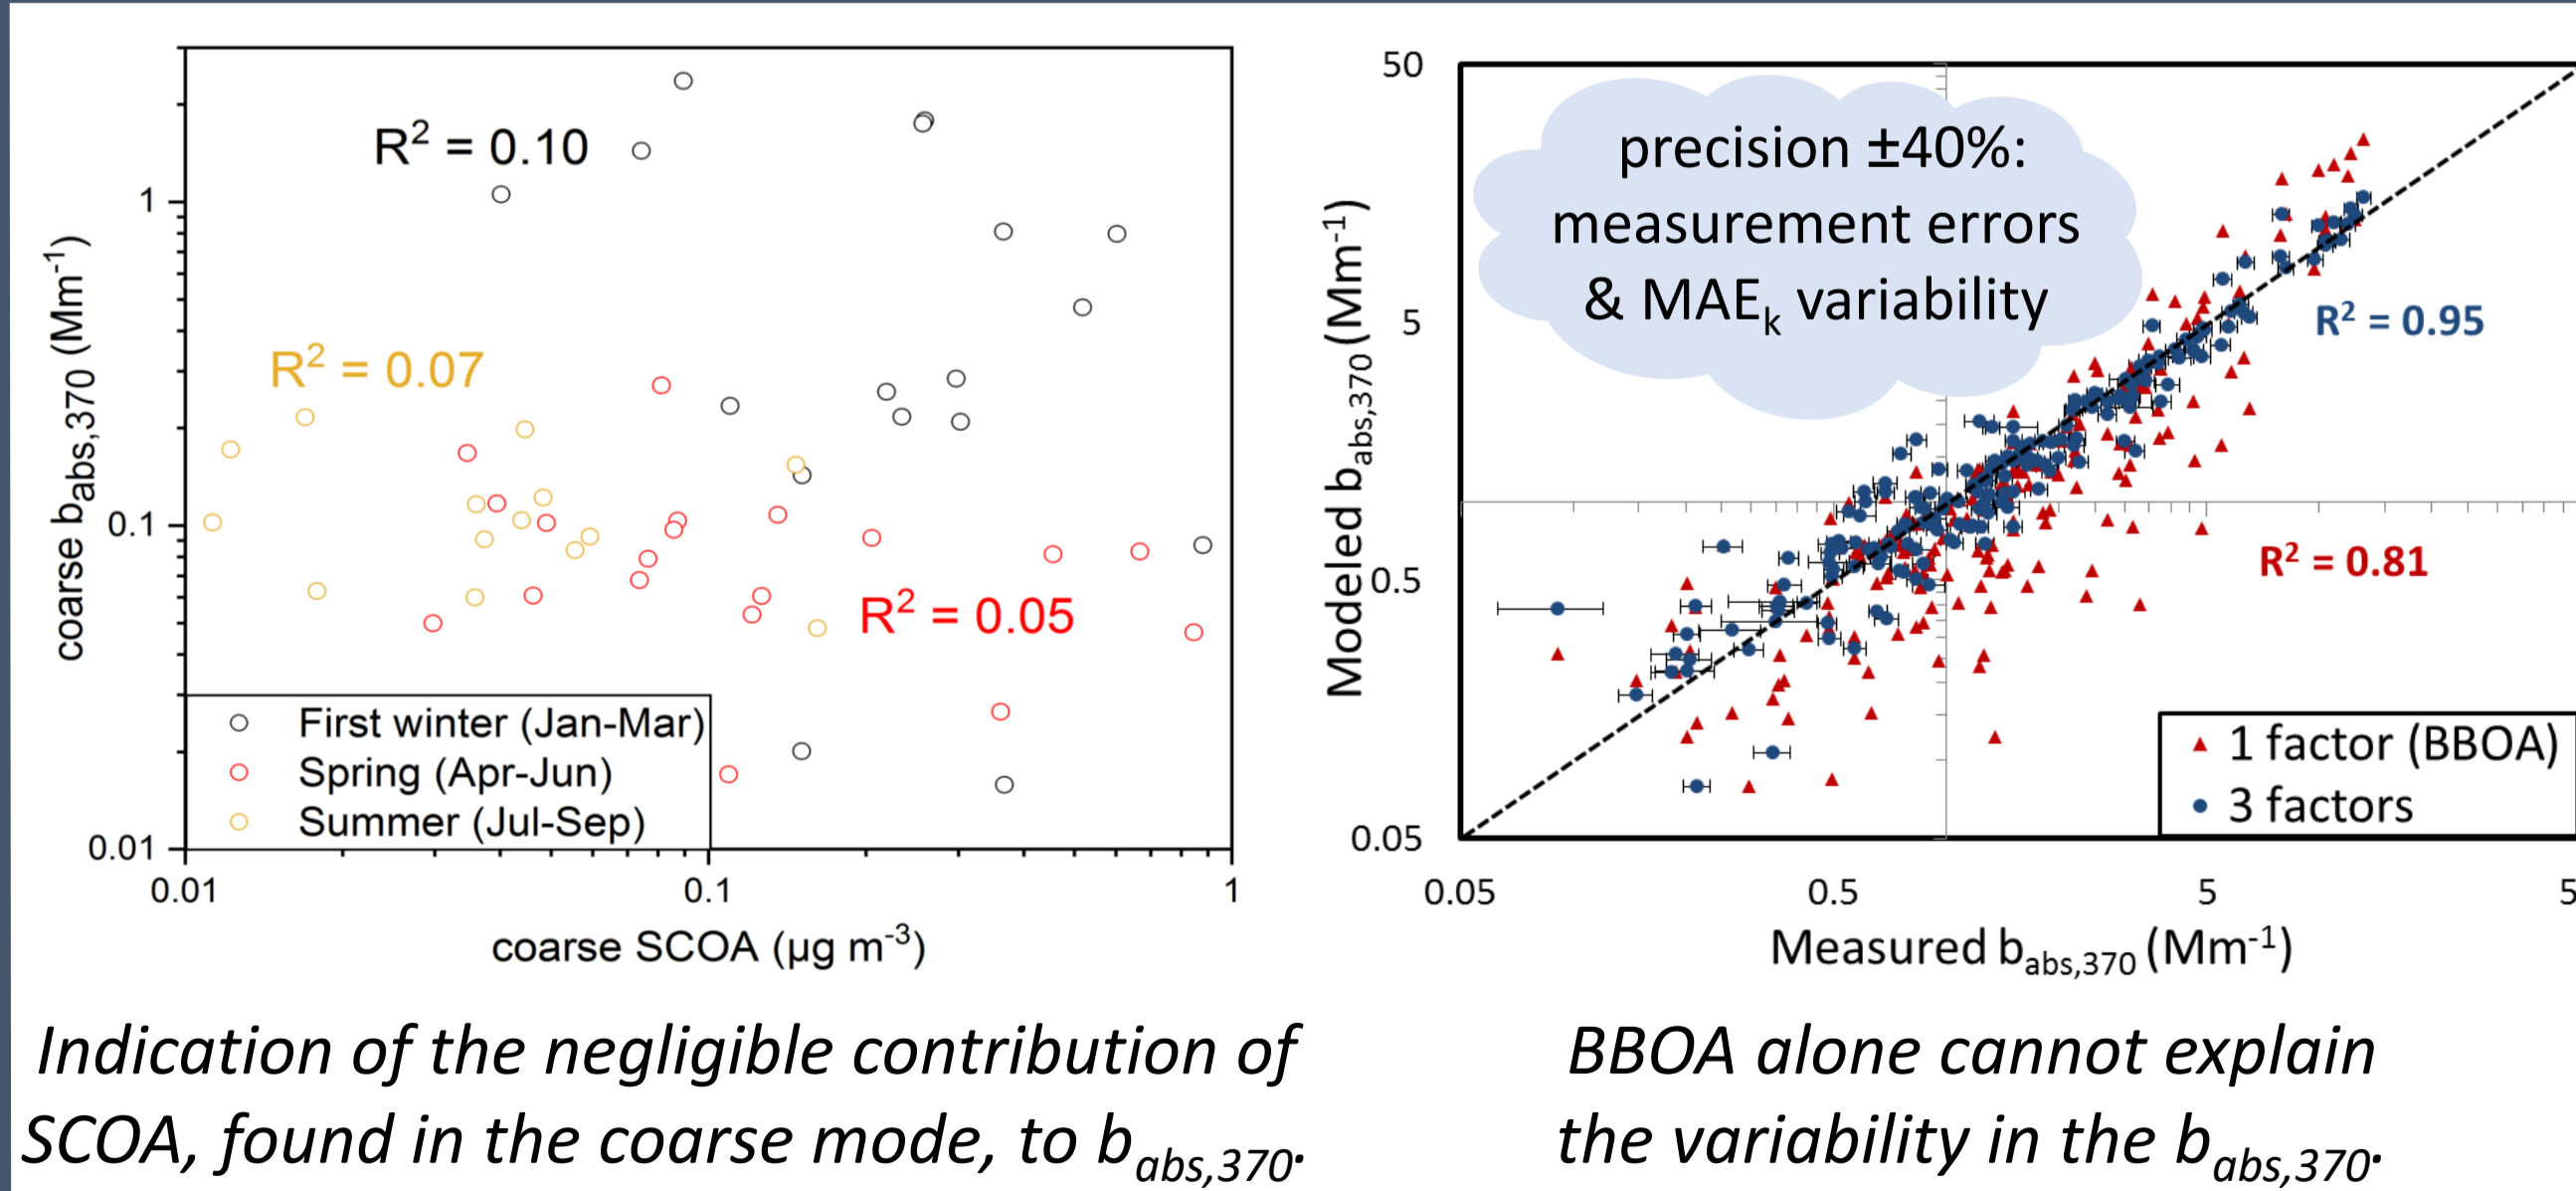 R² = 0.10
R² = 0.07
R² = 0.05
1
0.1
0.01
coarse b_abs,370 (Mm⁻¹)
First winter (Jan-Mar)
Spring (Apr-Jun)
Summer (Jul-Sep)
0.01 0.1 1
coarse SCOA (µg m⁻³)
Indication of the negligible contribution of
SCOA, found in the coarse mode, to b_abs,370.
50
5
0.5
0.05
Modeled b_abs,370 (Mm⁻¹)
precision ±40%:
measurement errors
& MAE_k variability
R² = 0.95
R² = 0.81
1 factor (BBOA)
3 factors
0.05 0.5 5 5
Measured b_abs,370 (Mm⁻¹)
BBOA alone cannot explain
the variability in the b_abs,370.